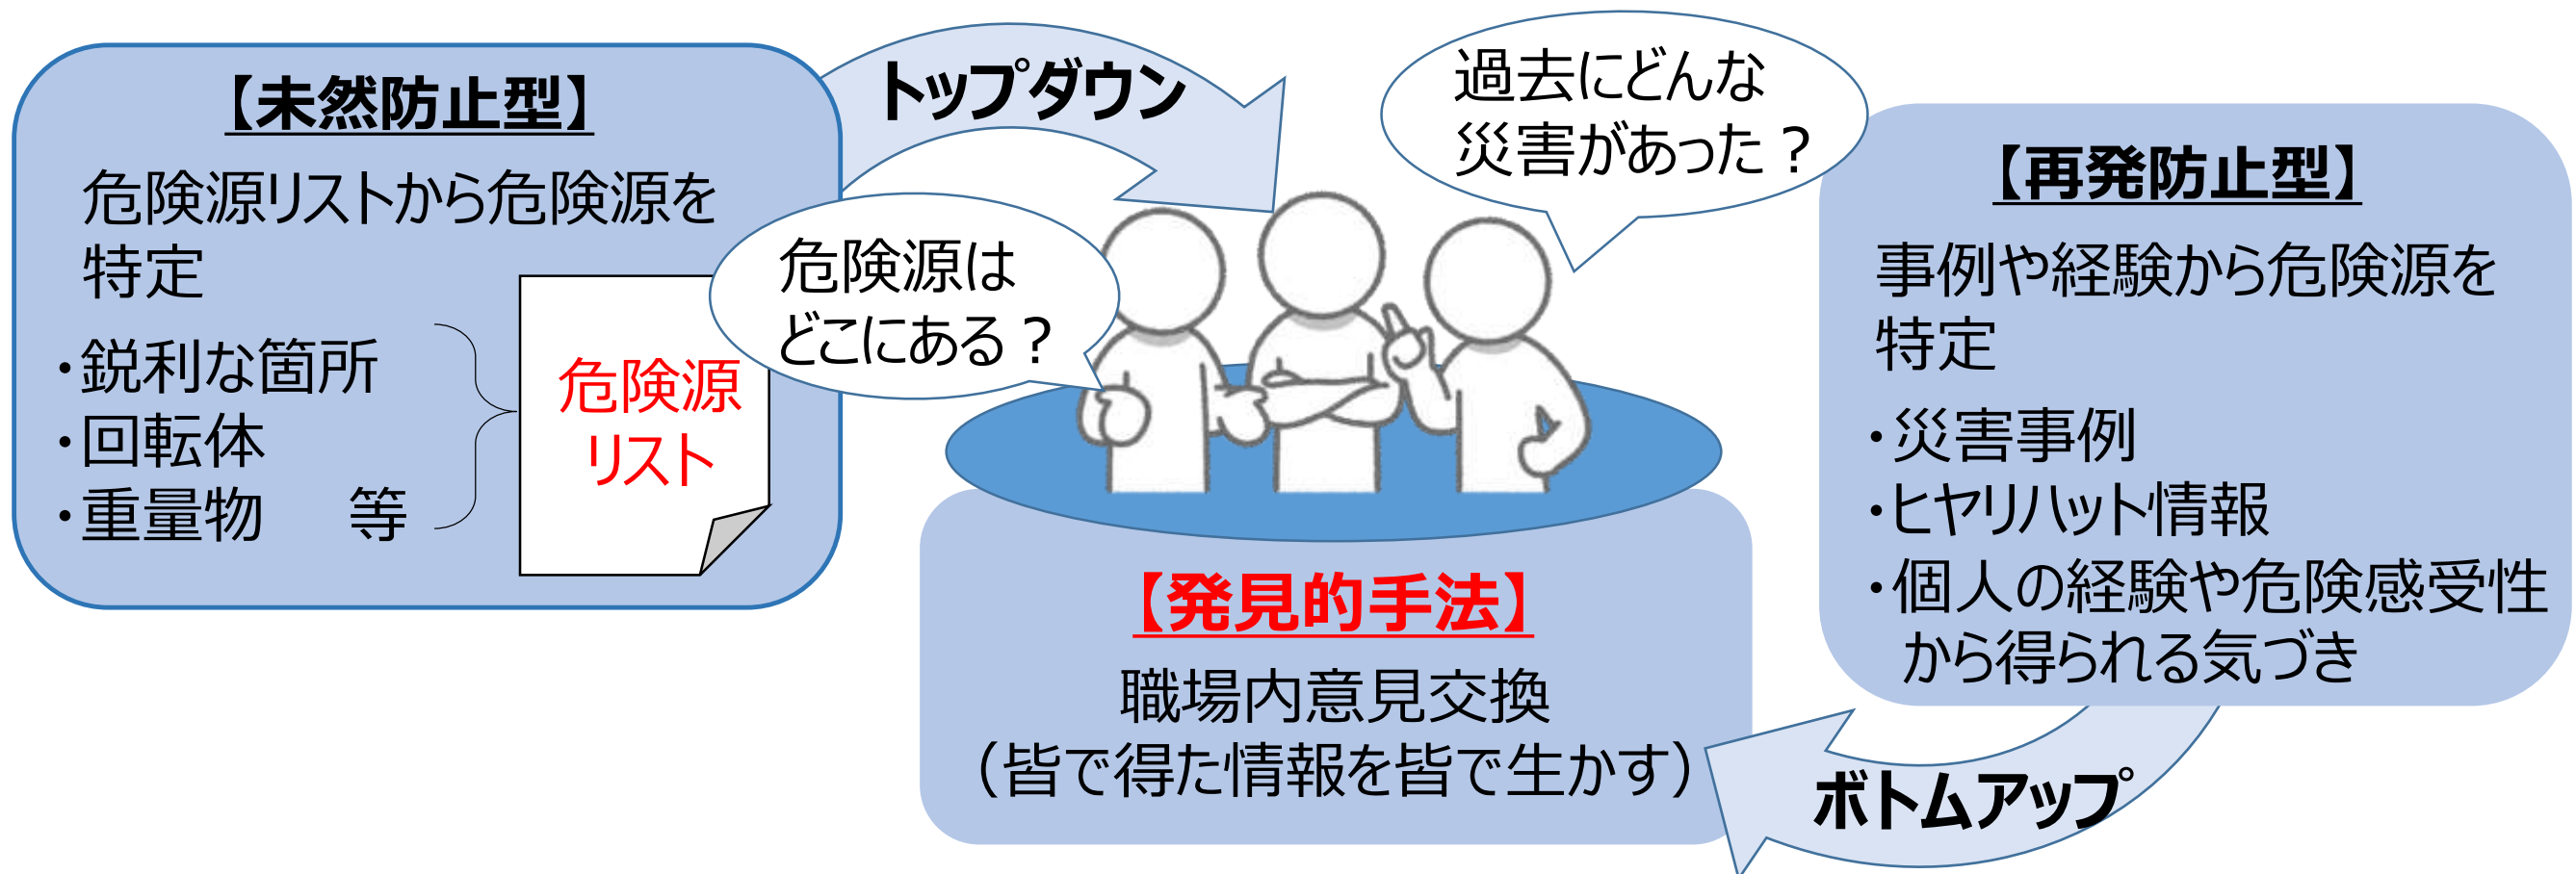 【未然防止型】
危険源リストから危険源を
特定
・鋭利な箇所
・回転体
・重量物　等
危険源
リスト
トップダウン
危険源は
どこにある？
過去にどんな
災害があった？
【発見的手法】
職場内意見交換
（皆で得た情報を皆で生かす）
【再発防止型】
事例や経験から危険源を
特定
・災害事例
・ヒヤリハット情報
・個人の経験や危険感受性
から得られる気づき
ボトムアップ